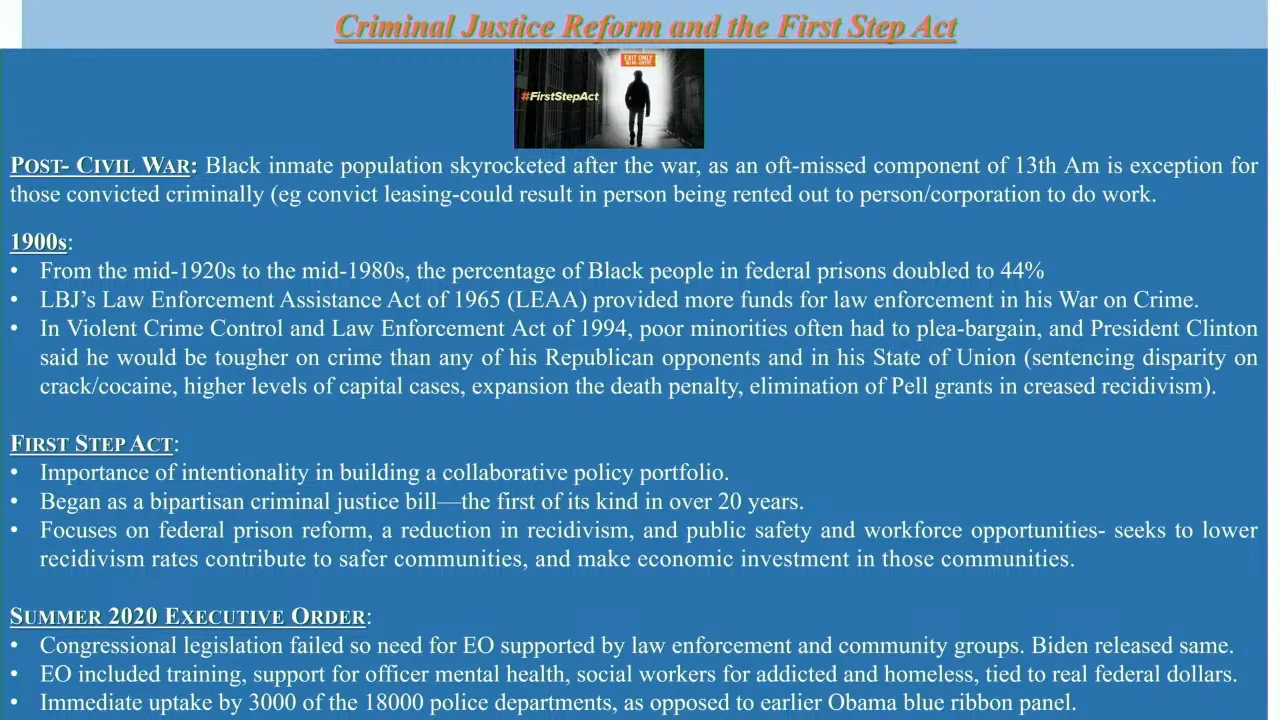 Criminal Justice Reform and the First Step Act
EXIT ONLY
NO RE-ENTRY
#FirstStepAct
POST- CIVIL WAR: Black inmate population skyrocketed after the war, as an oft-missed component of 13th Am is exception for
those convicted criminally (eg convict leasing-could result in person being rented out to person/corporation to do work.
1900s:
• From the mid-1920s to the mid-1980s, the percentage of Black people in federal prisons doubled to 44%
• LBJ’s Law Enforcement Assistance Act of 1965 (LEAA) provided more funds for law enforcement in his War on Crime.
• In Violent Crime Control and Law Enforcement Act of 1994, poor minorities often had to plea-bargain, and President Clinton
said he would be tougher on crime than any of his Republican opponents and in his State of Union (sentencing disparity on
crack/cocaine, higher levels of capital cases, expansion the death penalty, elimination of Pell grants in creased recidivism).
FIRST STEP ACT:
• Importance of intentionality in building a collaborative policy portfolio.
• Began as a bipartisan criminal justice bill—the first of its kind in over 20 years.
• Focuses on federal prison reform, a reduction in recidivism, and public safety and workforce opportunities- seeks to lower
recidivism rates contribute to safer communities, and make economic investment in those communities.
SUMMER 2020 EXECUTIVE ORDER:
• Congressional legislation failed so need for EO supported by law enforcement and community groups. Biden released same.
• EO included training, support for officer mental health, social workers for addicted and homeless, tied to real federal dollars.
• Immediate uptake by 3000 of the 18000 police departments, as opposed to earlier Obama blue ribbon panel.